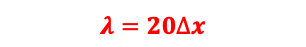 λ = 20Δx